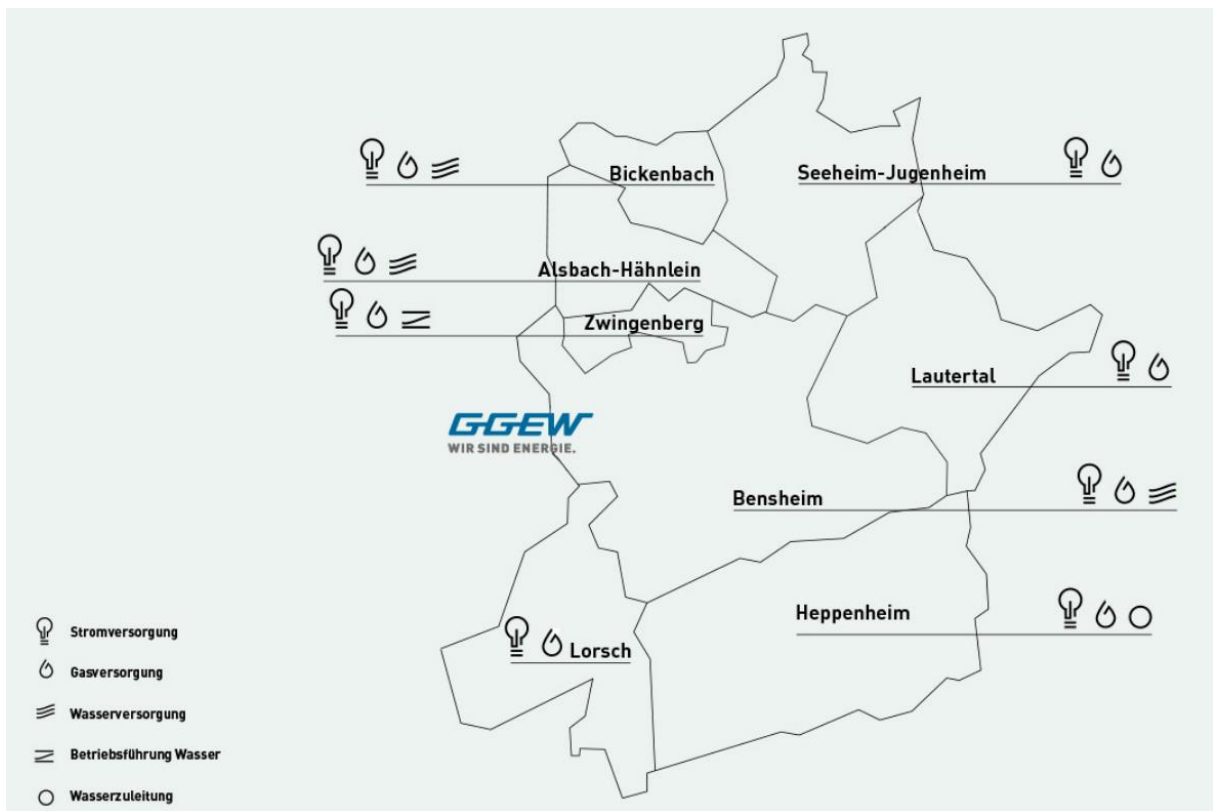 Bickenbach
Seeheim-Jugenheim
Alsbach-Hähnlein
Zwingenberg
Lautertal
GGEW
WIR SIND ENERGIE.
Bensheim
Heppenheim
Lorsch
Stromversorgung
Gasversorgung
Wasserversorgung
Betriebsführung Wasser
Wasserzuleitung